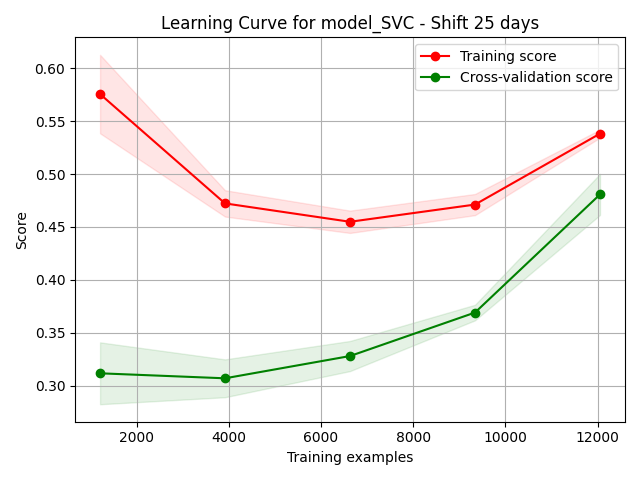 Learning Curve for model_SVC - Shift 25 days
Training score
Cross-validation score
0.60
0.55
0.50
0.45
0.40
0.35
0.30
Score
2000 4000 6000 8000 10000 12000
Training examples